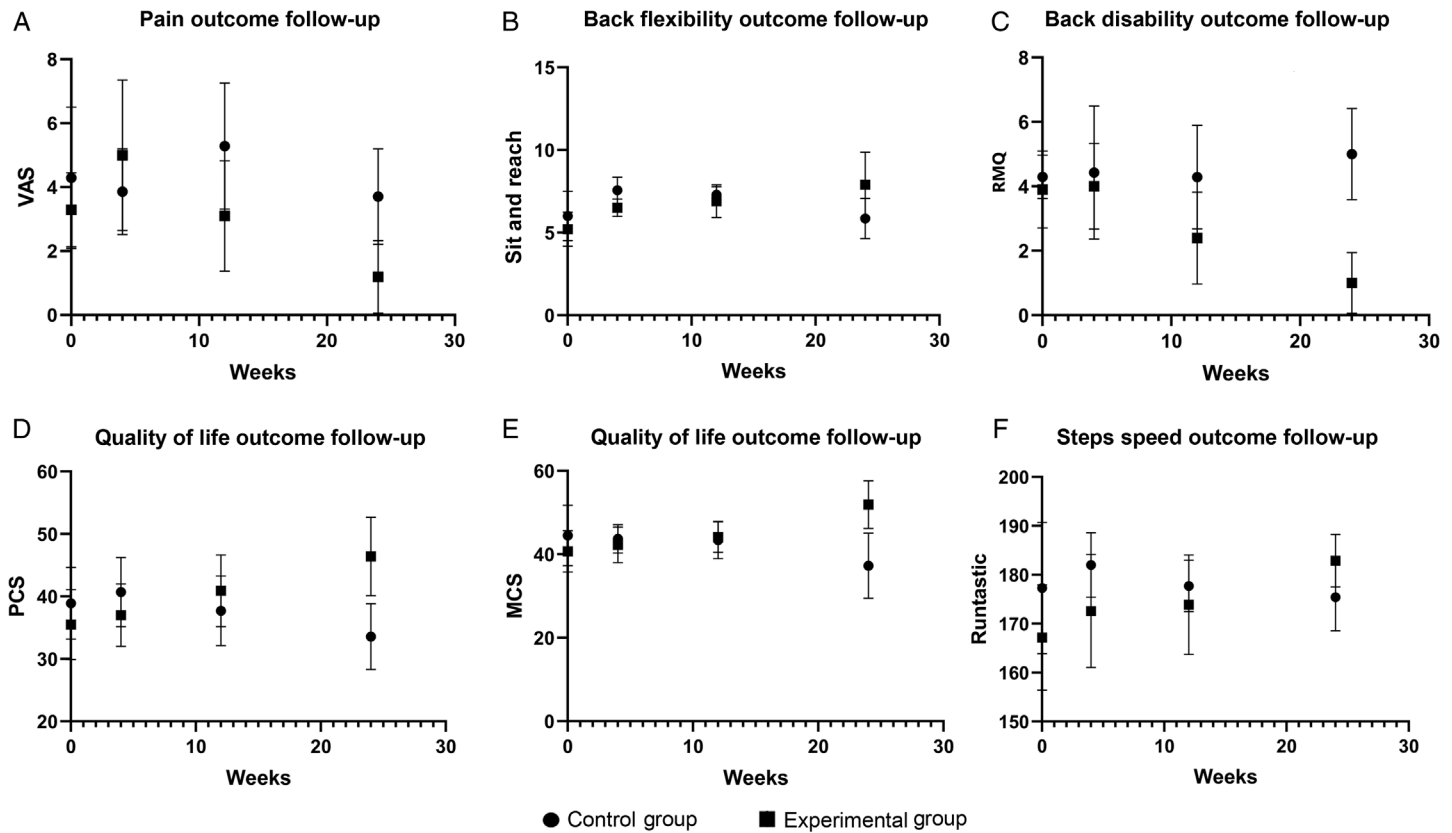 A Pain outcome follow-up
8
6
4
2
0
VAS
0 10 20 30
Weeks
B Back flexibility outcome follow-up
15
10
5
0
Sit and reach
0 10 20 30
Weeks
C Back disability outcome follow-up
8
6
4
2
0
RMQ
0 10 20 30
Weeks
D Quality of life outcome follow-up
60
50
40
30
20
PCS
0 10 20 30
Weeks
E Quality of life outcome follow-up
60
40
20
0
MCS
0 10 20 30
Weeks
F Steps speed outcome follow-up
200
190
180
170
160
150
Runtastic
0 10 20 30
Weeks
Control group Experimental group